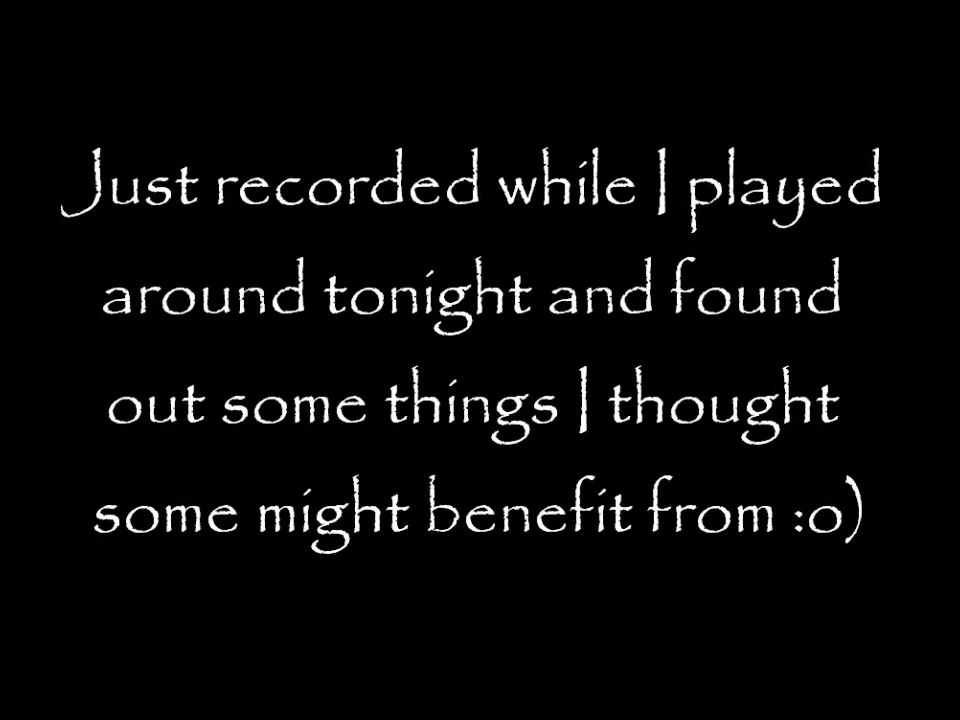 Just recorded while I played
around tonight and found
out some things I thought
some might benefit from :o)